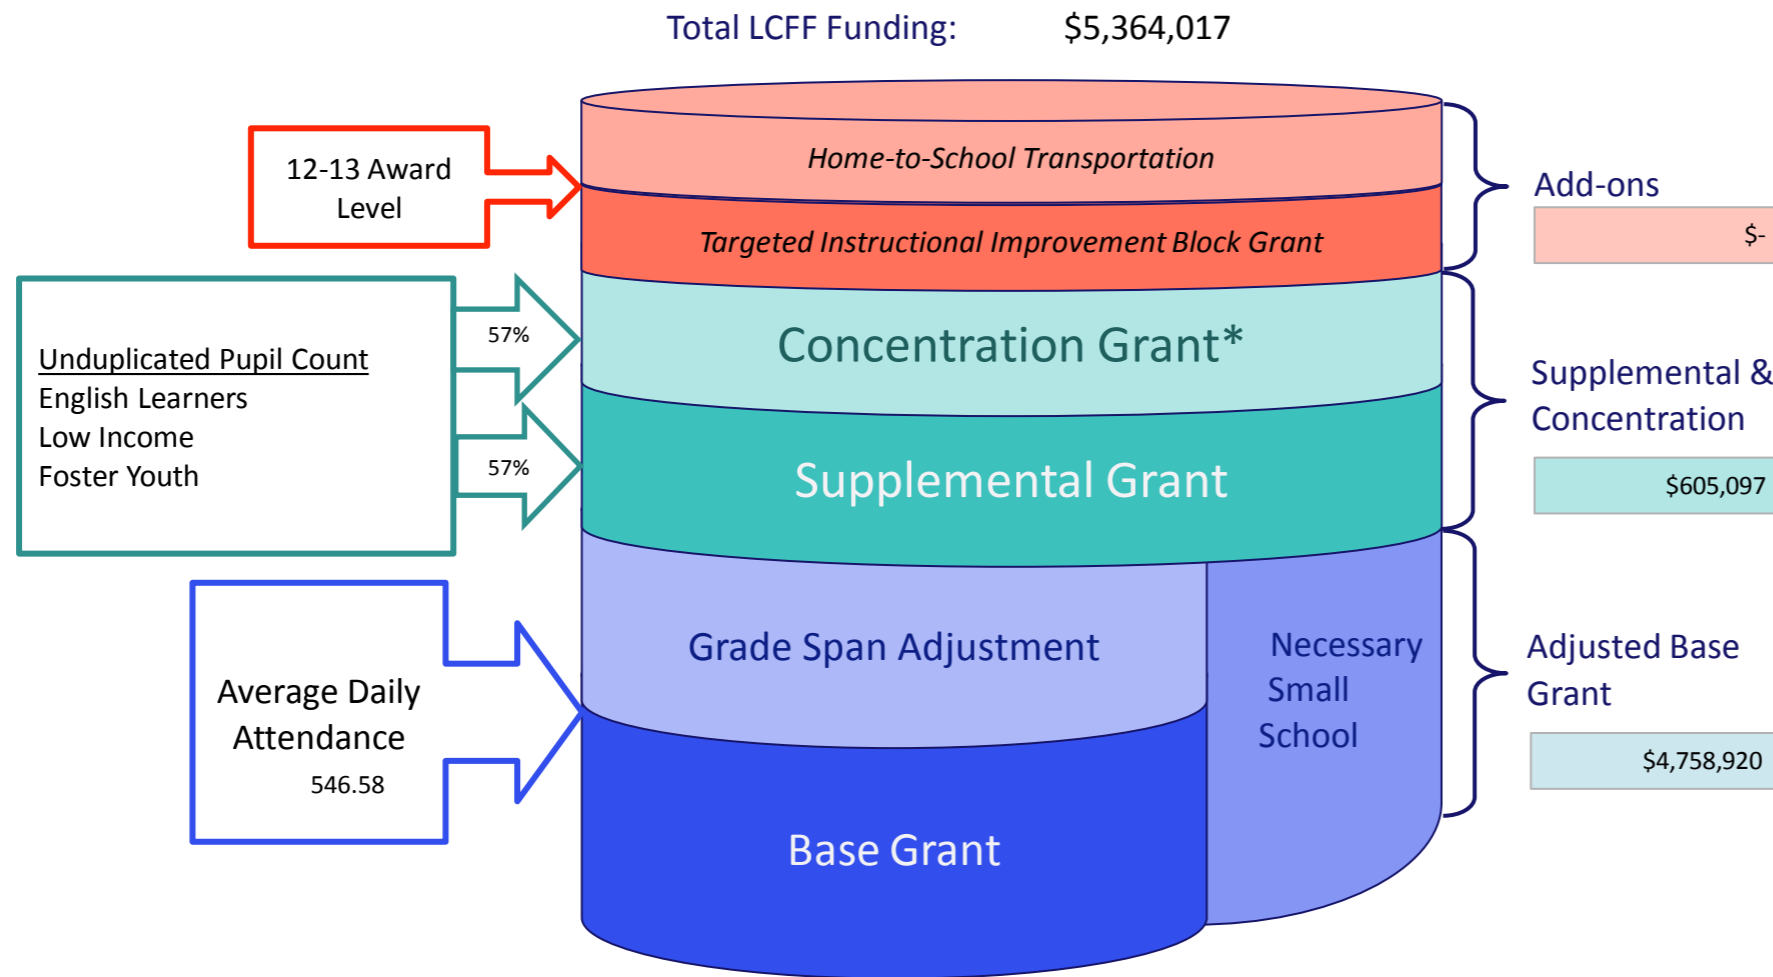 Total LCFF Funding: $5,364,017
12-13 Award
Level
Home-to-School Transportation
Targeted Instructional Improvement Block Grant
Add-ons
$-
Unduplicated Pupil Count
English Learners
Low Income
Foster Youth
57%
57%
Concentration Grant*
Supplemental Grant
Supplemental &
Concentration
$605,097
Average Daily
Attendance
546.58
Grade Span Adjustment
Base Grant
Necessary
Small
School
Adjusted Base
Grant
$4,758,920